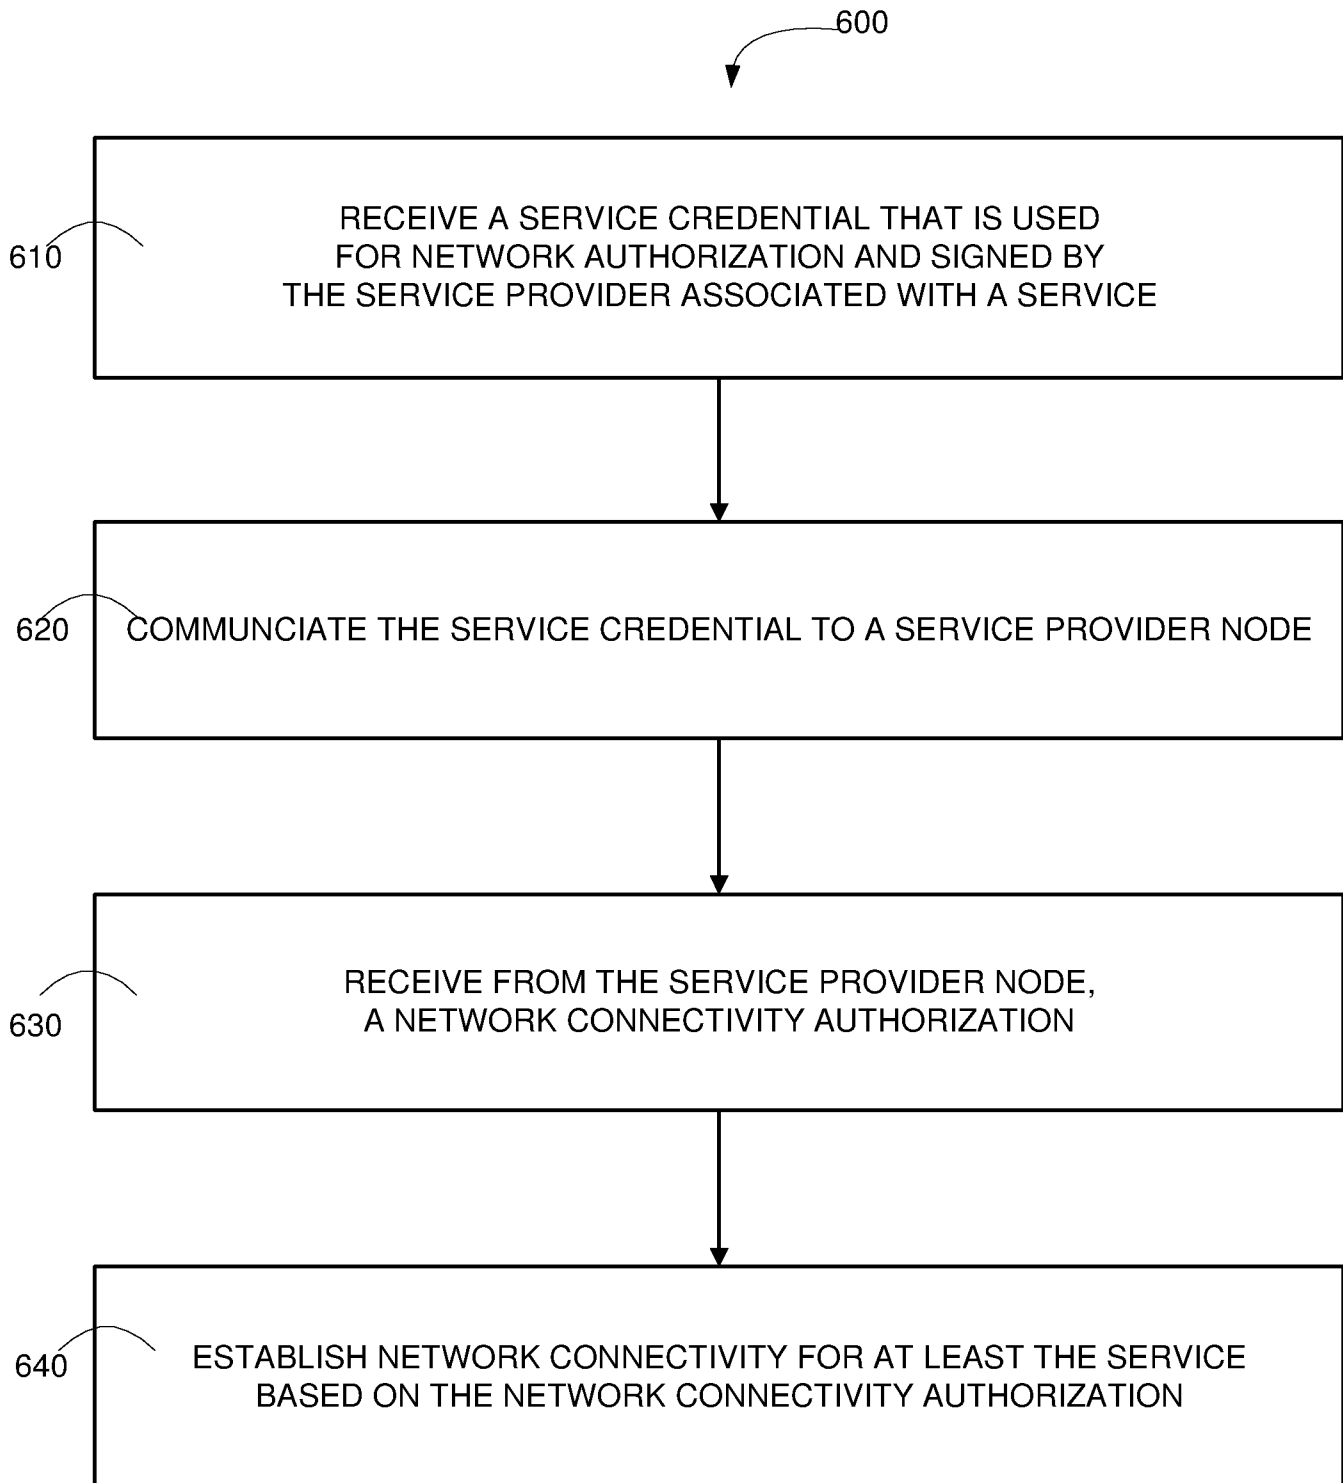 600
610
RECEIVE A SERVICE CREDENTIAL THAT IS USED
FOR NETWORK AUTHORIZATION AND SIGNED BY
THE SERVICE PROVIDER ASSOCIATED WITH A SERVICE
620
COMMUNCIATE THE SERVICE CREDENTIAL TO A SERVICE PROVIDER NODE
630
RECEIVE FROM THE SERVICE PROVIDER NODE,
A NETWORK CONNECTIVITY AUTHORIZATION
640
ESTABLISH NETWORK CONNECTIVITY FOR AT LEAST THE SERVICE
BASED ON THE NETWORK CONNECTIVITY AUTHORIZATION